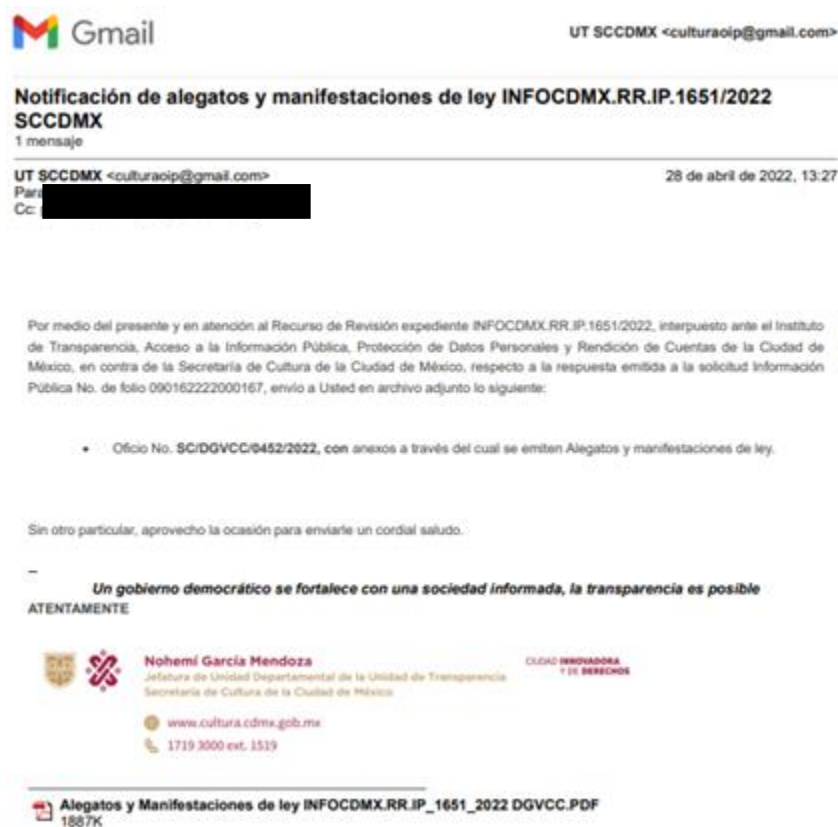 Gmail
UT SCCDMX <culturaoip@gmail.com>
Notificación de alegatos y manifestaciones de ley INFOCDMX.RR.IP.1651/2022
SCCDMX
1 mensaje
UT SCCDMX <culturaoip@gmail.com>
28 de abril de 2022, 13:27
Para
Cc:
Por medio del presente y en atención al Recurso de Revisión expediente INFOCDMX.RR.IP.1651/2022, interpuesto ante el Instituto
de Transparencia, Acceso a la Información Pública, Protección de Datos Personales y Rendición de Cuentas de la Ciudad de
México, en contra de la Secretaría de Cultura de la Ciudad de México, respecto a la respuesta emitida a la solicitud Información
Pública No. de folio 090162222000167, envío a Usted en archivo adjunto lo siguiente:
• Oficio No. SC/DGVCC/0452/2022, con anexos a través del cual se emiten Alegatos y manifestaciones de ley.
Sin otro particular, aprovecho la ocasión para enviarle un cordial saludo.
--
Un gobierno democrático se fortalece con una sociedad informada, la transparencia es posible
ATENTAMENTE
Nohemí García Mendoza
Jefatura de Unidad Departamental de la Unidad de Transparencia
Secretaría de Cultura de la Ciudad de México
CIUDAD INNOVADORA
Y DE DERECHOS
www.cultura.cdmx.gob.mx
1719 3000 ext. 1519
Alegatos y Manifestaciones de ley INFOCDMX.RR.IP_1651_2022 DGVCC.PDF
1887K